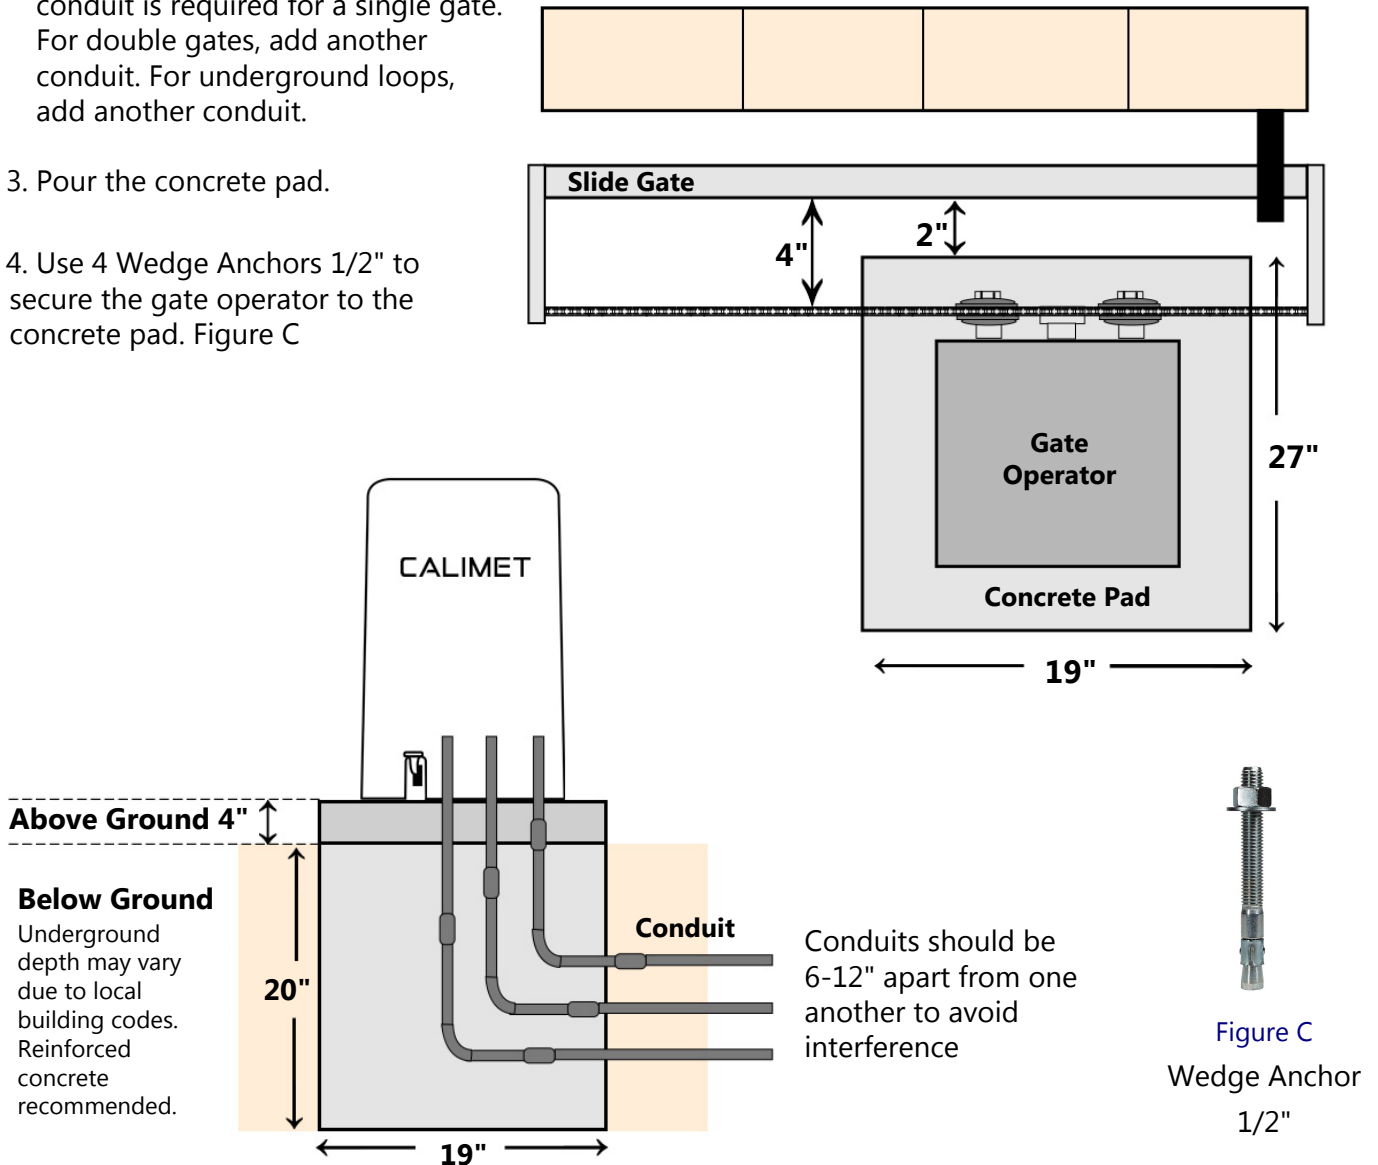 conduit is required for a single gate.
For double gates, add another
conduit. For underground loops,
add another conduit.
3. Pour the concrete pad.
4. Use 4 Wedge Anchors 1/2" to
secure the gate operator to the
concrete pad. Figure C
Slide Gate
4"
2"
Gate
Operator
27"
Concrete Pad
19"
CALIMET
Above Ground 4"
Below Ground
Underground
depth may vary
due to local
building codes.
Reinforced
concrete
recommended.
20"
19"
Conduit
Conduits should be
6-12" apart from one
another to avoid
interference
Figure C
Wedge Anchor
1/2"